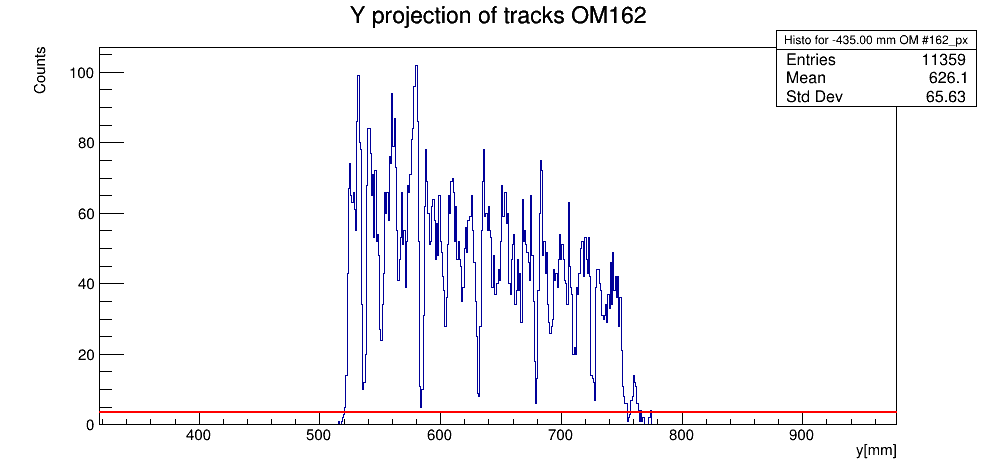 Y projection of tracks OM162
Histo for -435.00 mm OM #162_px
Entries 11359
Mean 626.1
Std Dev 65.63
Counts
100
80
60
40
20
0
400 500 600 700 800 900
y[mm]